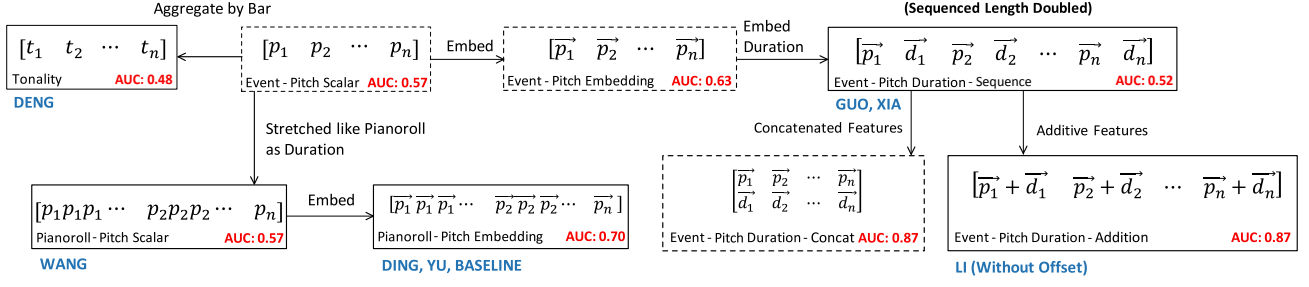 Aggregate by Bar
(Sequenced Length Doubled)
[t₁ t₂ ⋯ tₙ]
Tonality AUC: 0.48
DENG
[p₁ p₂ ⋯ pₙ]
Event - Pitch Scalar AUC: 0.57
Embed
[p₁⃗ p₂⃗ ⋯ pₙ⃗]
Event - Pitch Embedding AUC: 0.63
Embed
Duration
[p₁⃗ d₁⃗ p₂⃗ d₂⃗ ⋯ pₙ⃗ dₙ⃗]
Event - Pitch Duration - Sequence AUC: 0.52
GUO, XIA
Stretched like Pianoroll
as Duration
Concatenated Features
Additive Features
[p₁p₁p₁ ⋯ p₂p₂p₂ ⋯ pₙ]
Pianoroll - Pitch Scalar AUC: 0.57
WANG
Embed
[p₁⃗ p₁⃗ p₁⃗ ⋯ p₂⃗ p₂⃗ p₂⃗ ⋯ pₙ⃗]
Pianoroll - Pitch Embedding AUC: 0.70
DING, YU, BASELINE
[p₁⃗ p₂⃗ ⋯ pₙ⃗
d₁⃗ d₂⃗ ⋯ dₙ⃗]
Event - Pitch Duration - Concat AUC: 0.87
[p₁⃗ + d₁⃗ p₂⃗ + d₂⃗ ⋯ pₙ⃗ + dₙ⃗]
Event - Pitch Duration - Addition AUC: 0.87
LI (Without Offset)